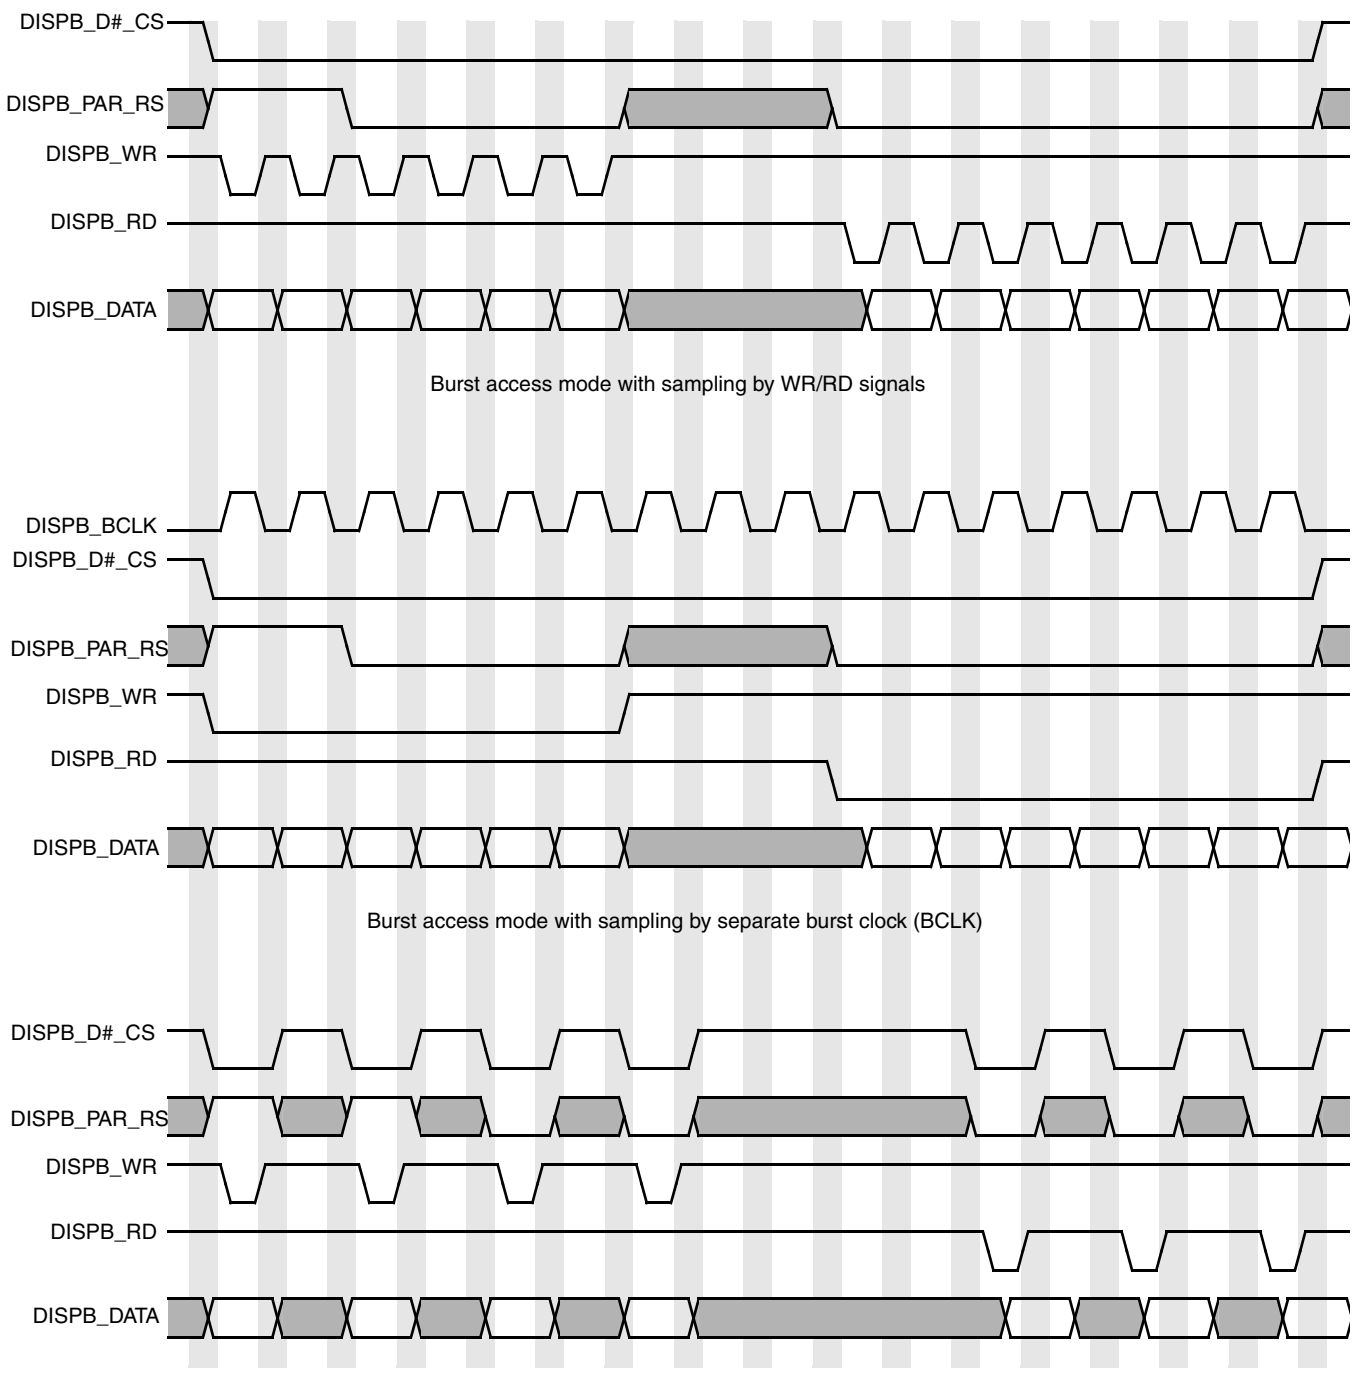 DISPB_D#_CS
DISPB_PAR_RS
DISPB_WR
DISPB_RD
DISPB_DATA
Burst access mode with sampling by WR/RD signals
DISPB_BCLK
DISPB_D#_CS
DISPB_PAR_RS
DISPB_WR
DISPB_RD
DISPB_DATA
Burst access mode with sampling by separate burst clock (BCLK)
DISPB_D#_CS
DISPB_PAR_RS
DISPB_WR
DISPB_RD
DISPB_DATA